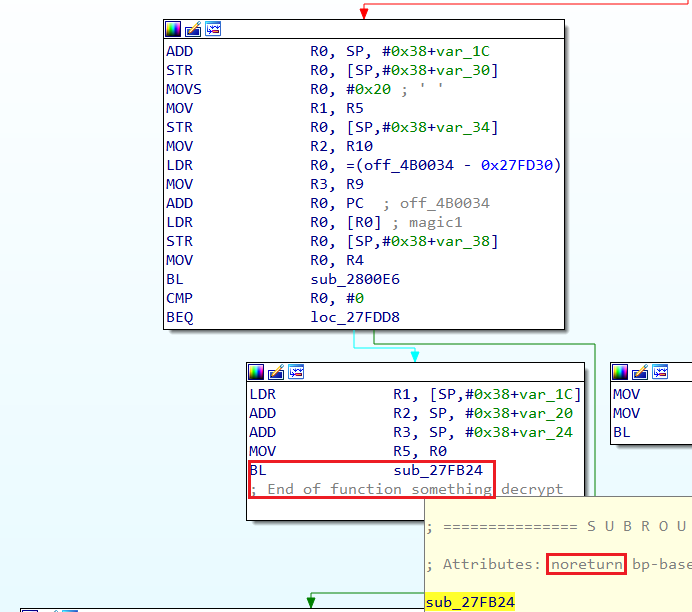 ADD R0, SP, #0x38+var_1C
STR R0, [SP,#0x38+var_30]
MOVS R0, #0x20 ; ' '
MOV R1, R5
STR R0, [SP,#0x38+var_34]
MOV R2, R10
LDR R0, =(off_4B0034 - 0x27FD30)
MOV R3, R9
ADD R0, PC ; off_4B0034
LDR R0, [R0] ; magic1
STR R0, [SP,#0x38+var_38]
MOV R0, R4
BL sub_2800E6
CMP R0, #0
BEQ loc_27FDD8
LDR R1, [SP,#0x38+var_1C]
ADD R2, SP, #0x38+var_20
ADD R3, SP, #0x38+var_24
MOV R5, R0
BL sub_27FB24
; End of function something_decrypt
MOV
MOV
BL
; =============== S U B R O U
; Attributes: noreturn bp-base
sub_27FB24